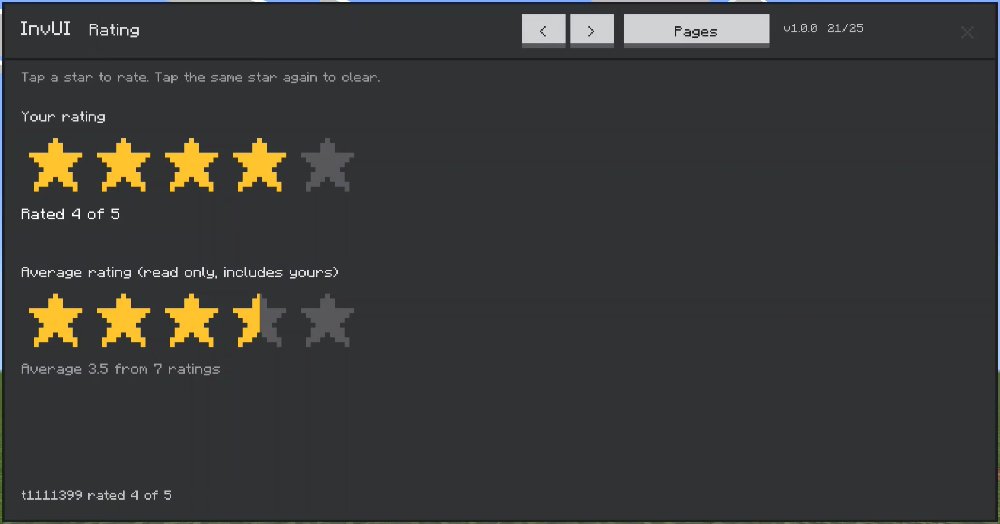 InvUI Rating < > Pages v1.0.0 21/25 ×
Tap a star to rate. Tap the same star again to clear.
Your rating
Rated 4 of 5
Average rating (read only, includes yours)
Average 3.5 from 7 ratings
t1111399 rated 4 of 5